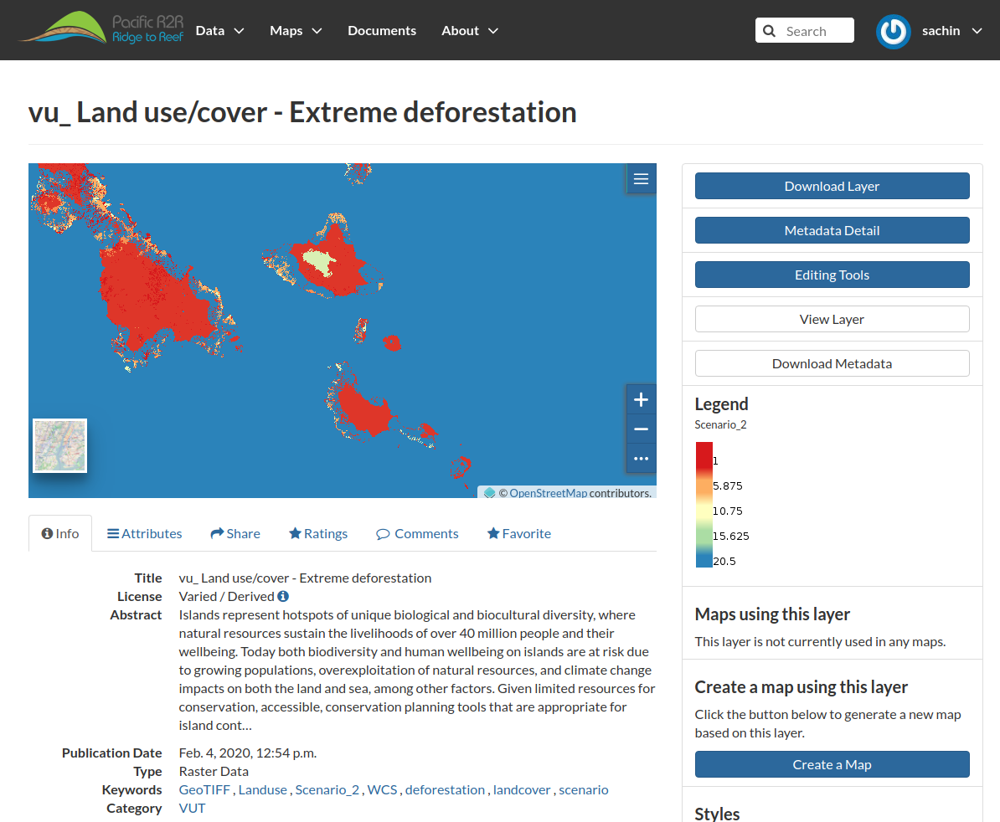 Pacific R2R
Ridge to Reef
Data
Maps
Documents
About
Search
sachin
vu_ Land use/cover - Extreme deforestation
© OpenStreetMap contributors.
Info
Attributes
Share
Ratings
Comments
Favorite
Title vu_ Land use/cover - Extreme deforestation
License Varied / Derived
Abstract Islands represent hotspots of unique biological and biocultural diversity, where
natural resources sustain the livelihoods of over 40 million people and their
wellbeing. Today both biodiversity and human wellbeing on islands are at risk due
to growing populations, overexploitation of natural resources, and climate change
impacts on both the land and sea, among other factors. Given limited resources for
conservation, accessible, conservation planning tools that are appropriate for
island cont...
Publication Date Feb. 4, 2020, 12:54 p.m.
Type Raster Data
Keywords GeoTIFF , Landuse , Scenario_2 , WCS , deforestation , landcover , scenario
Category VUT
Download Layer
Metadata Detail
Editing Tools
View Layer
Download Metadata
Legend
Scenario_2
1
5.875
10.75
15.625
20.5
Maps using this layer
This layer is not currently used in any maps.
Create a map using this layer
Click the button below to generate a new map
based on this layer.
Create a Map
Styles